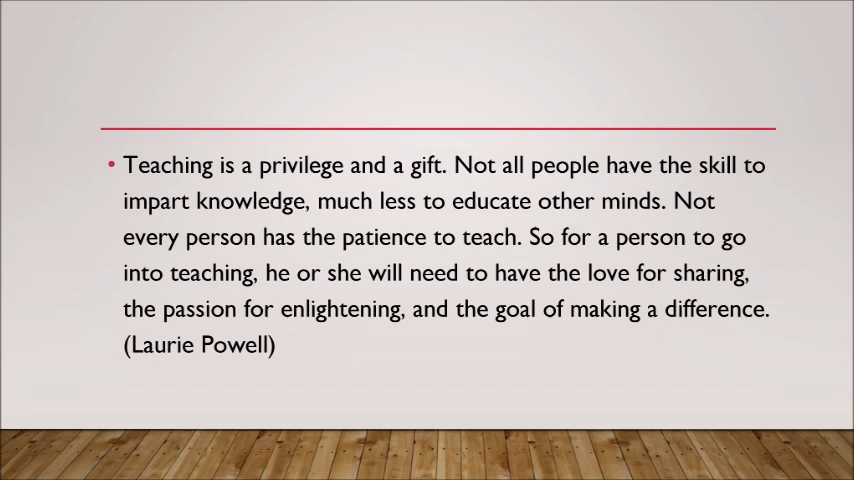 • Teaching is a privilege and a gift. Not all people have the skill to
impart knowledge, much less to educate other minds. Not
every person has the patience to teach. So for a person to go
into teaching, he or she will need to have the love for sharing,
the passion for enlightening, and the goal of making a difference.
(Laurie Powell)